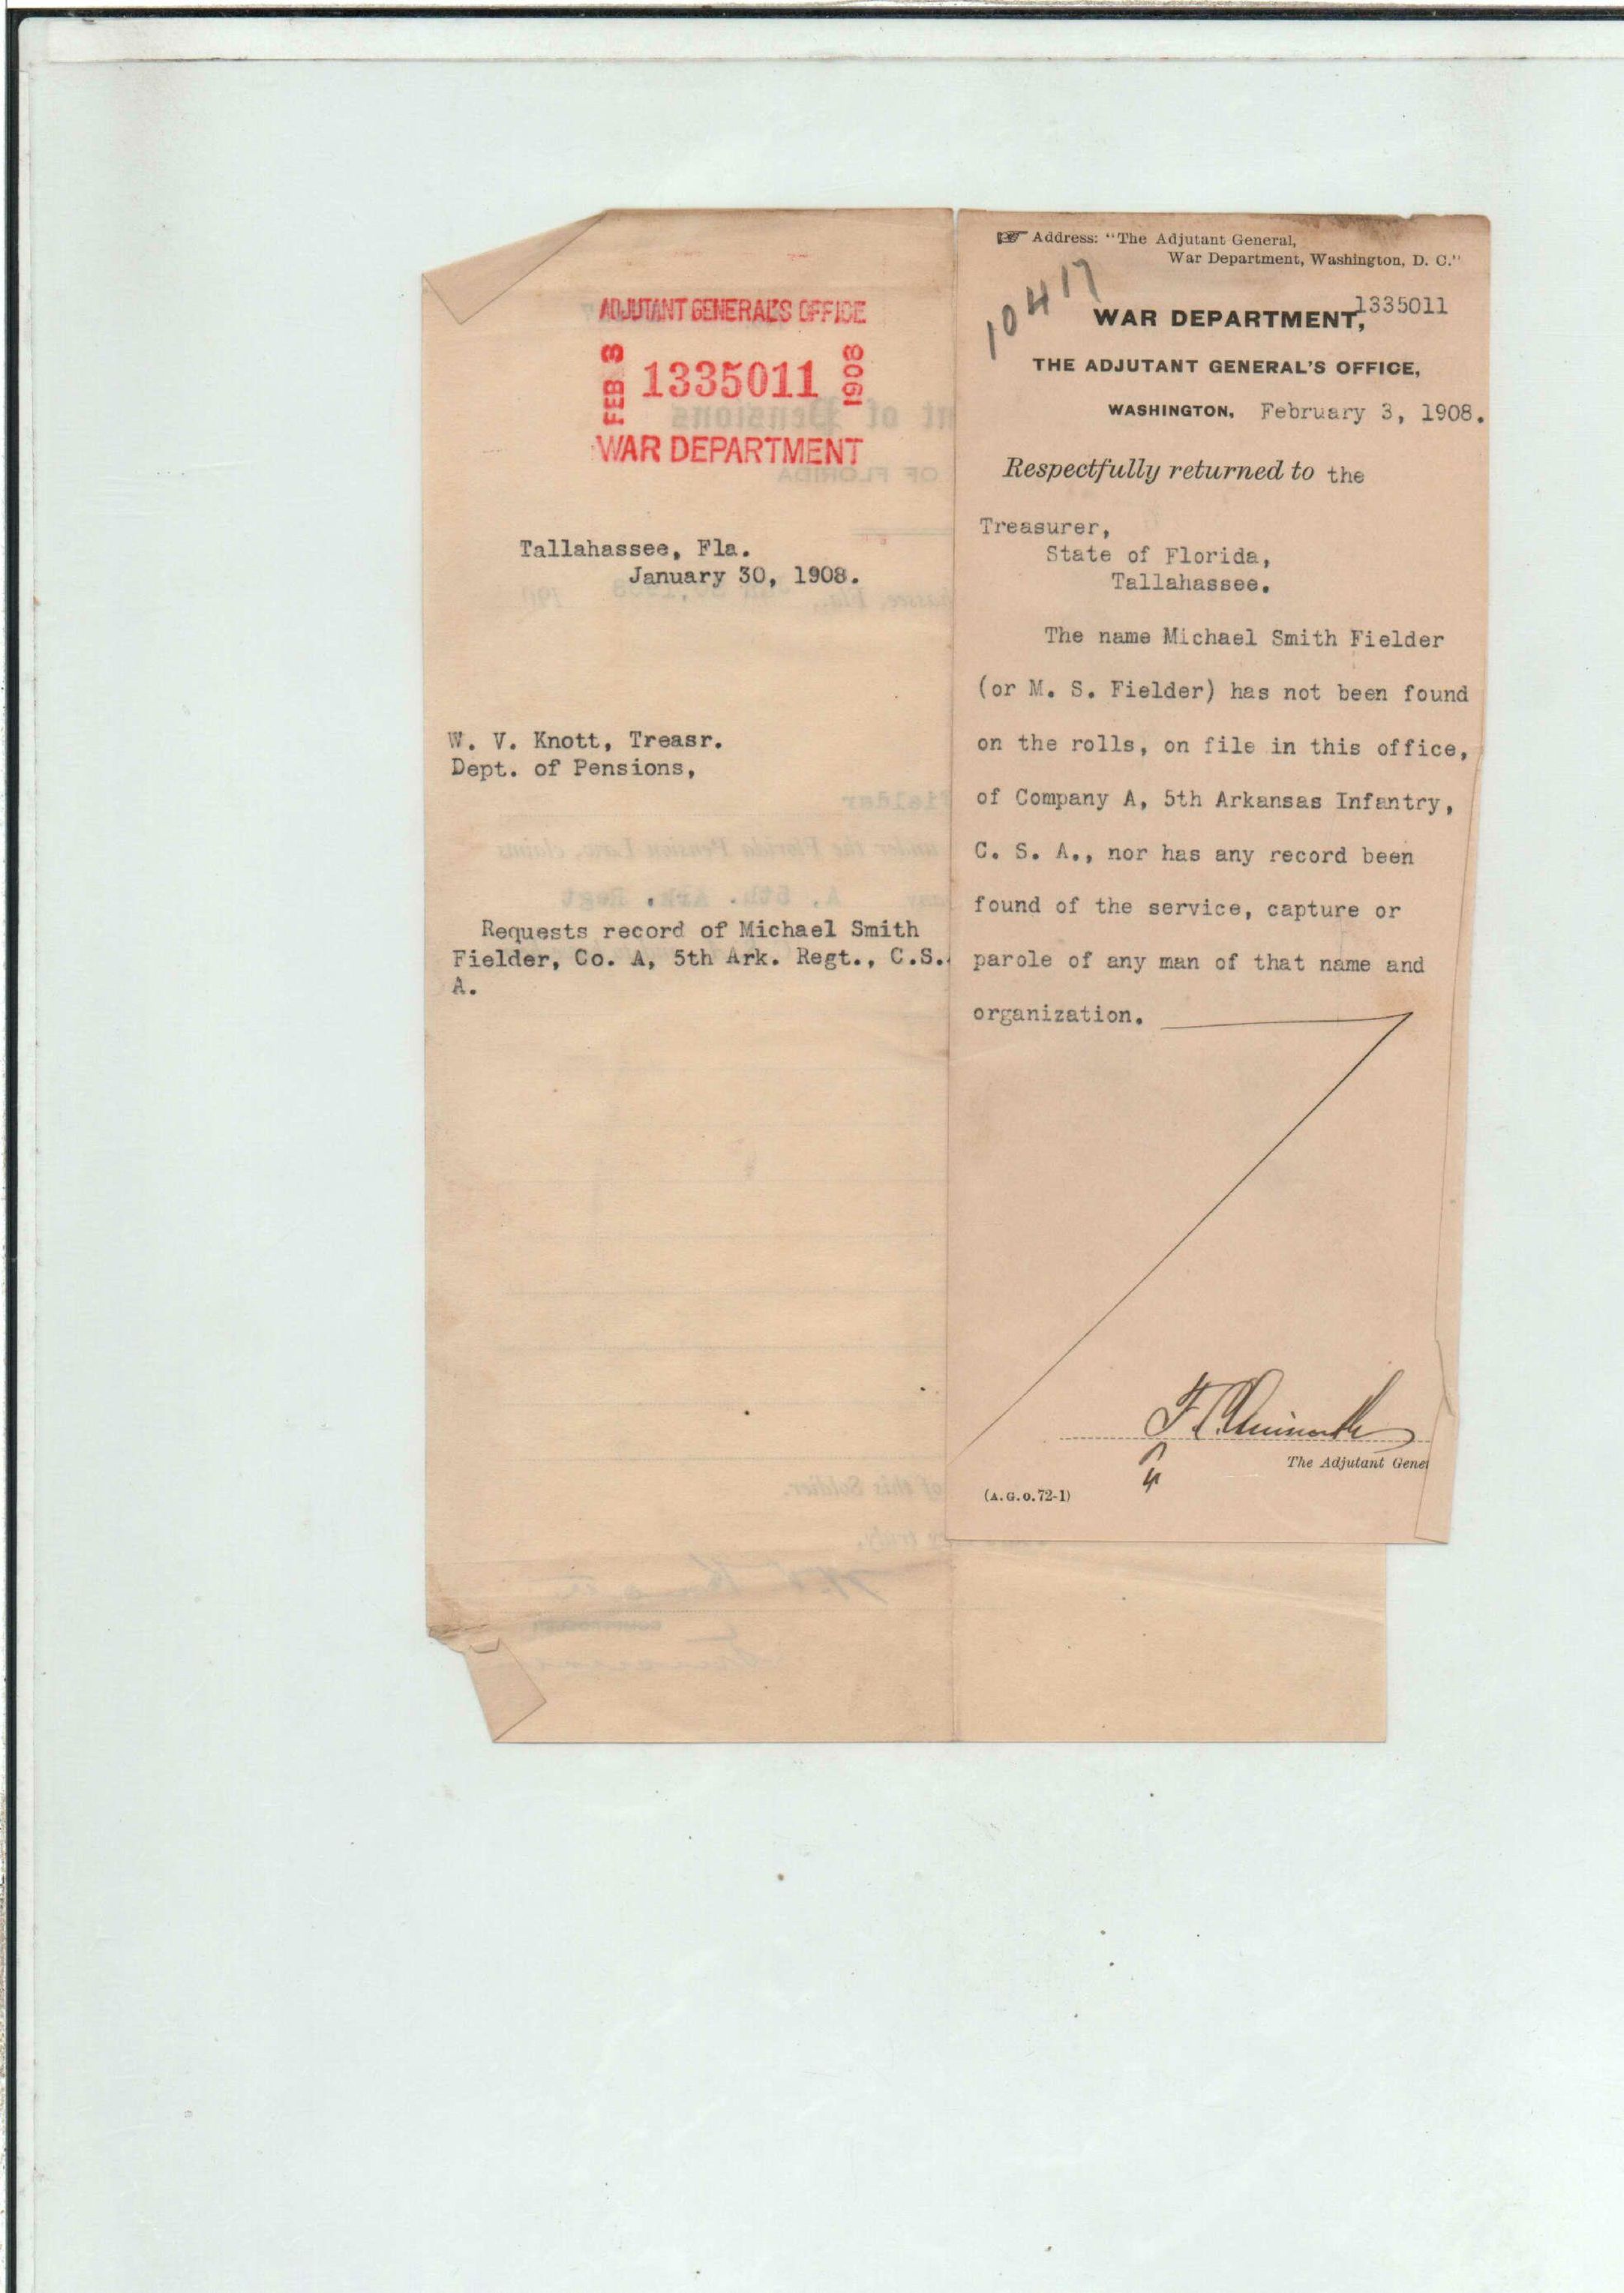 ADJUTANT GENERAL'S OFFICE
FEB 3 1335011 1908
WAR DEPARTMENT
Tallahassee, Fla.
January 30, 1908.
W. V. Knott, Treasr.
Dept. of Pensions,
Requests record of Michael Smith
Fielder, Co. A, 5th Ark. Regt., C.S.
A.
Address: "The Adjutant General,
War Department, Washington, D. C."
10417
1335011
WAR DEPARTMENT,
THE ADJUTANT GENERAL'S OFFICE,
WASHINGTON, February 3, 1908.
Respectfully returned to the
Treasurer,
State of Florida,
Tallahassee.
The name Michael Smith Fielder
(or M. S. Fielder) has not been found
on the rolls, on file in this office,
of Company A, 5th Arkansas Infantry,
C. S. A., nor has any record been
found of the service, capture or
parole of any man of that name and
organization.
The Adjutant Gene
(A.G.O. 72-1)